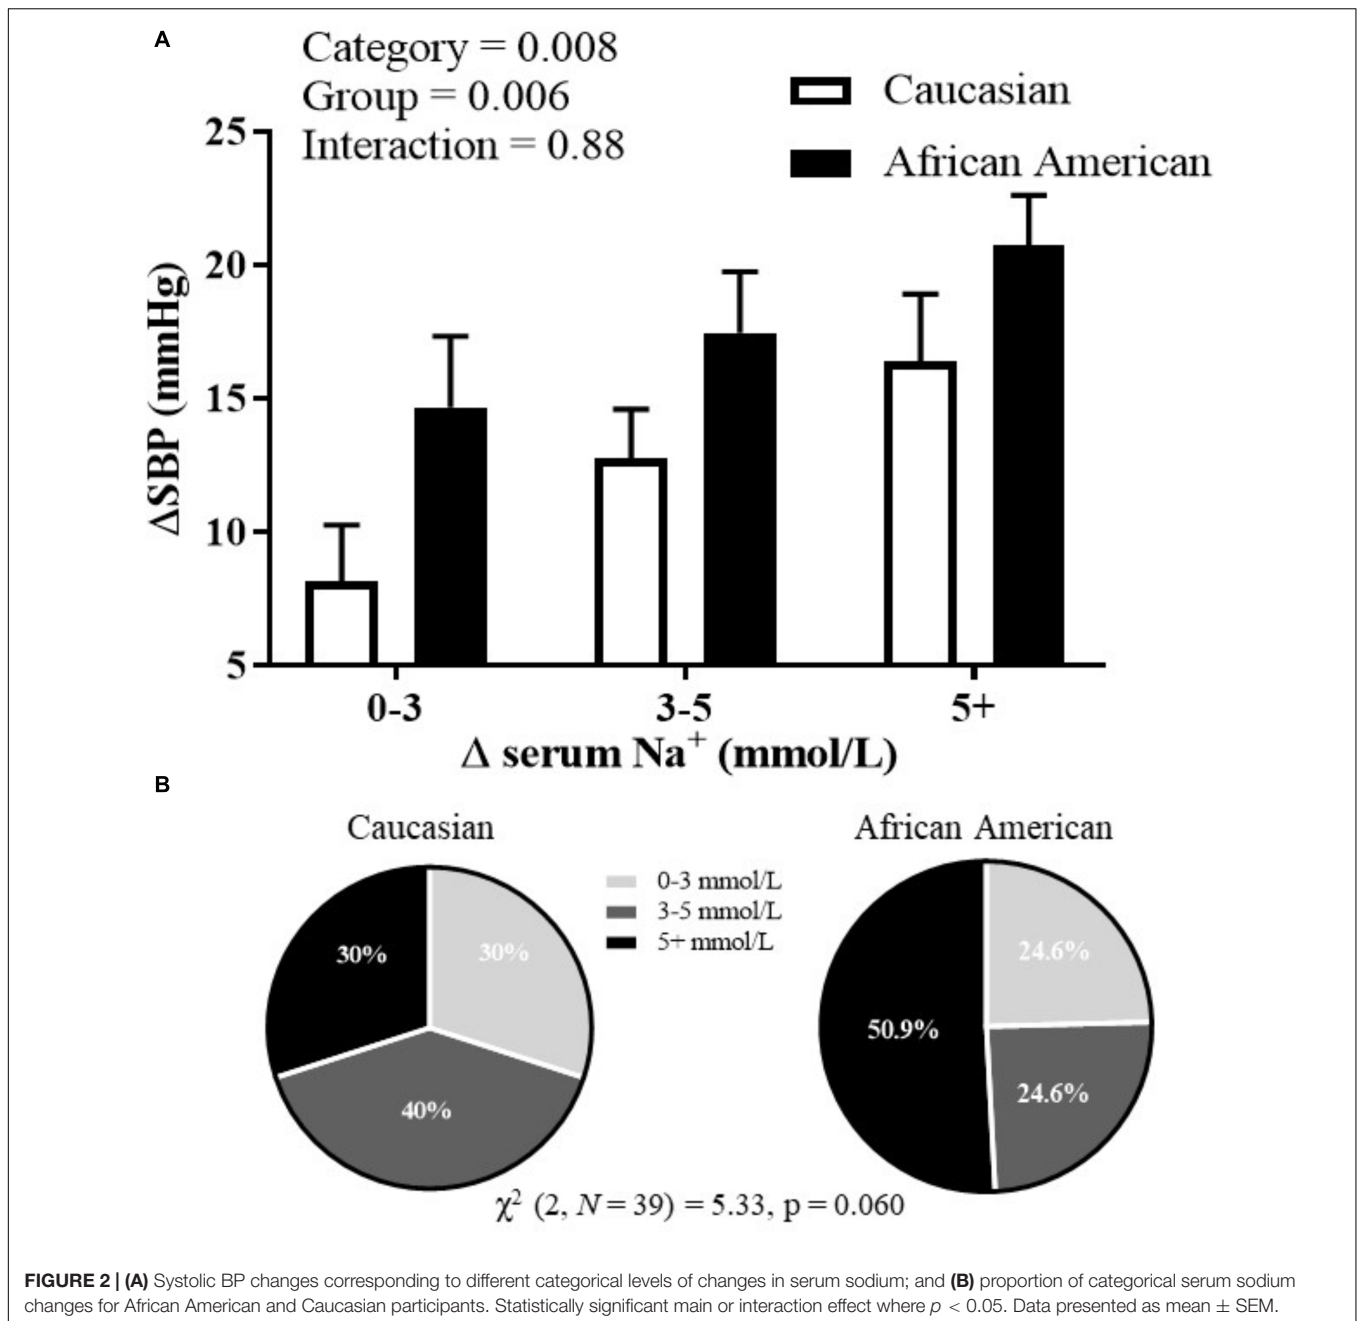 A
Category = 0.008
Group = 0.006
Interaction = 0.88
Caucasian
African American
25
20
15
10
5
ΔSBP (mmHg)
0-3
3-5
5+
Δ serum Na⁺ (mmol/L)
B
Caucasian
African American
0-3 mmol/L
3-5 mmol/L
5+ mmol/L
30%
30%
40%
24.6%
50.9%
24.6%
χ² (2, N = 39) = 5.33, p = 0.060
FIGURE 2 | (A) Systolic BP changes corresponding to different categorical levels of changes in serum sodium; and (B) proportion of categorical serum sodium
changes for African American and Caucasian participants. Statistically significant main or interaction effect where p < 0.05. Data presented as mean ± SEM.